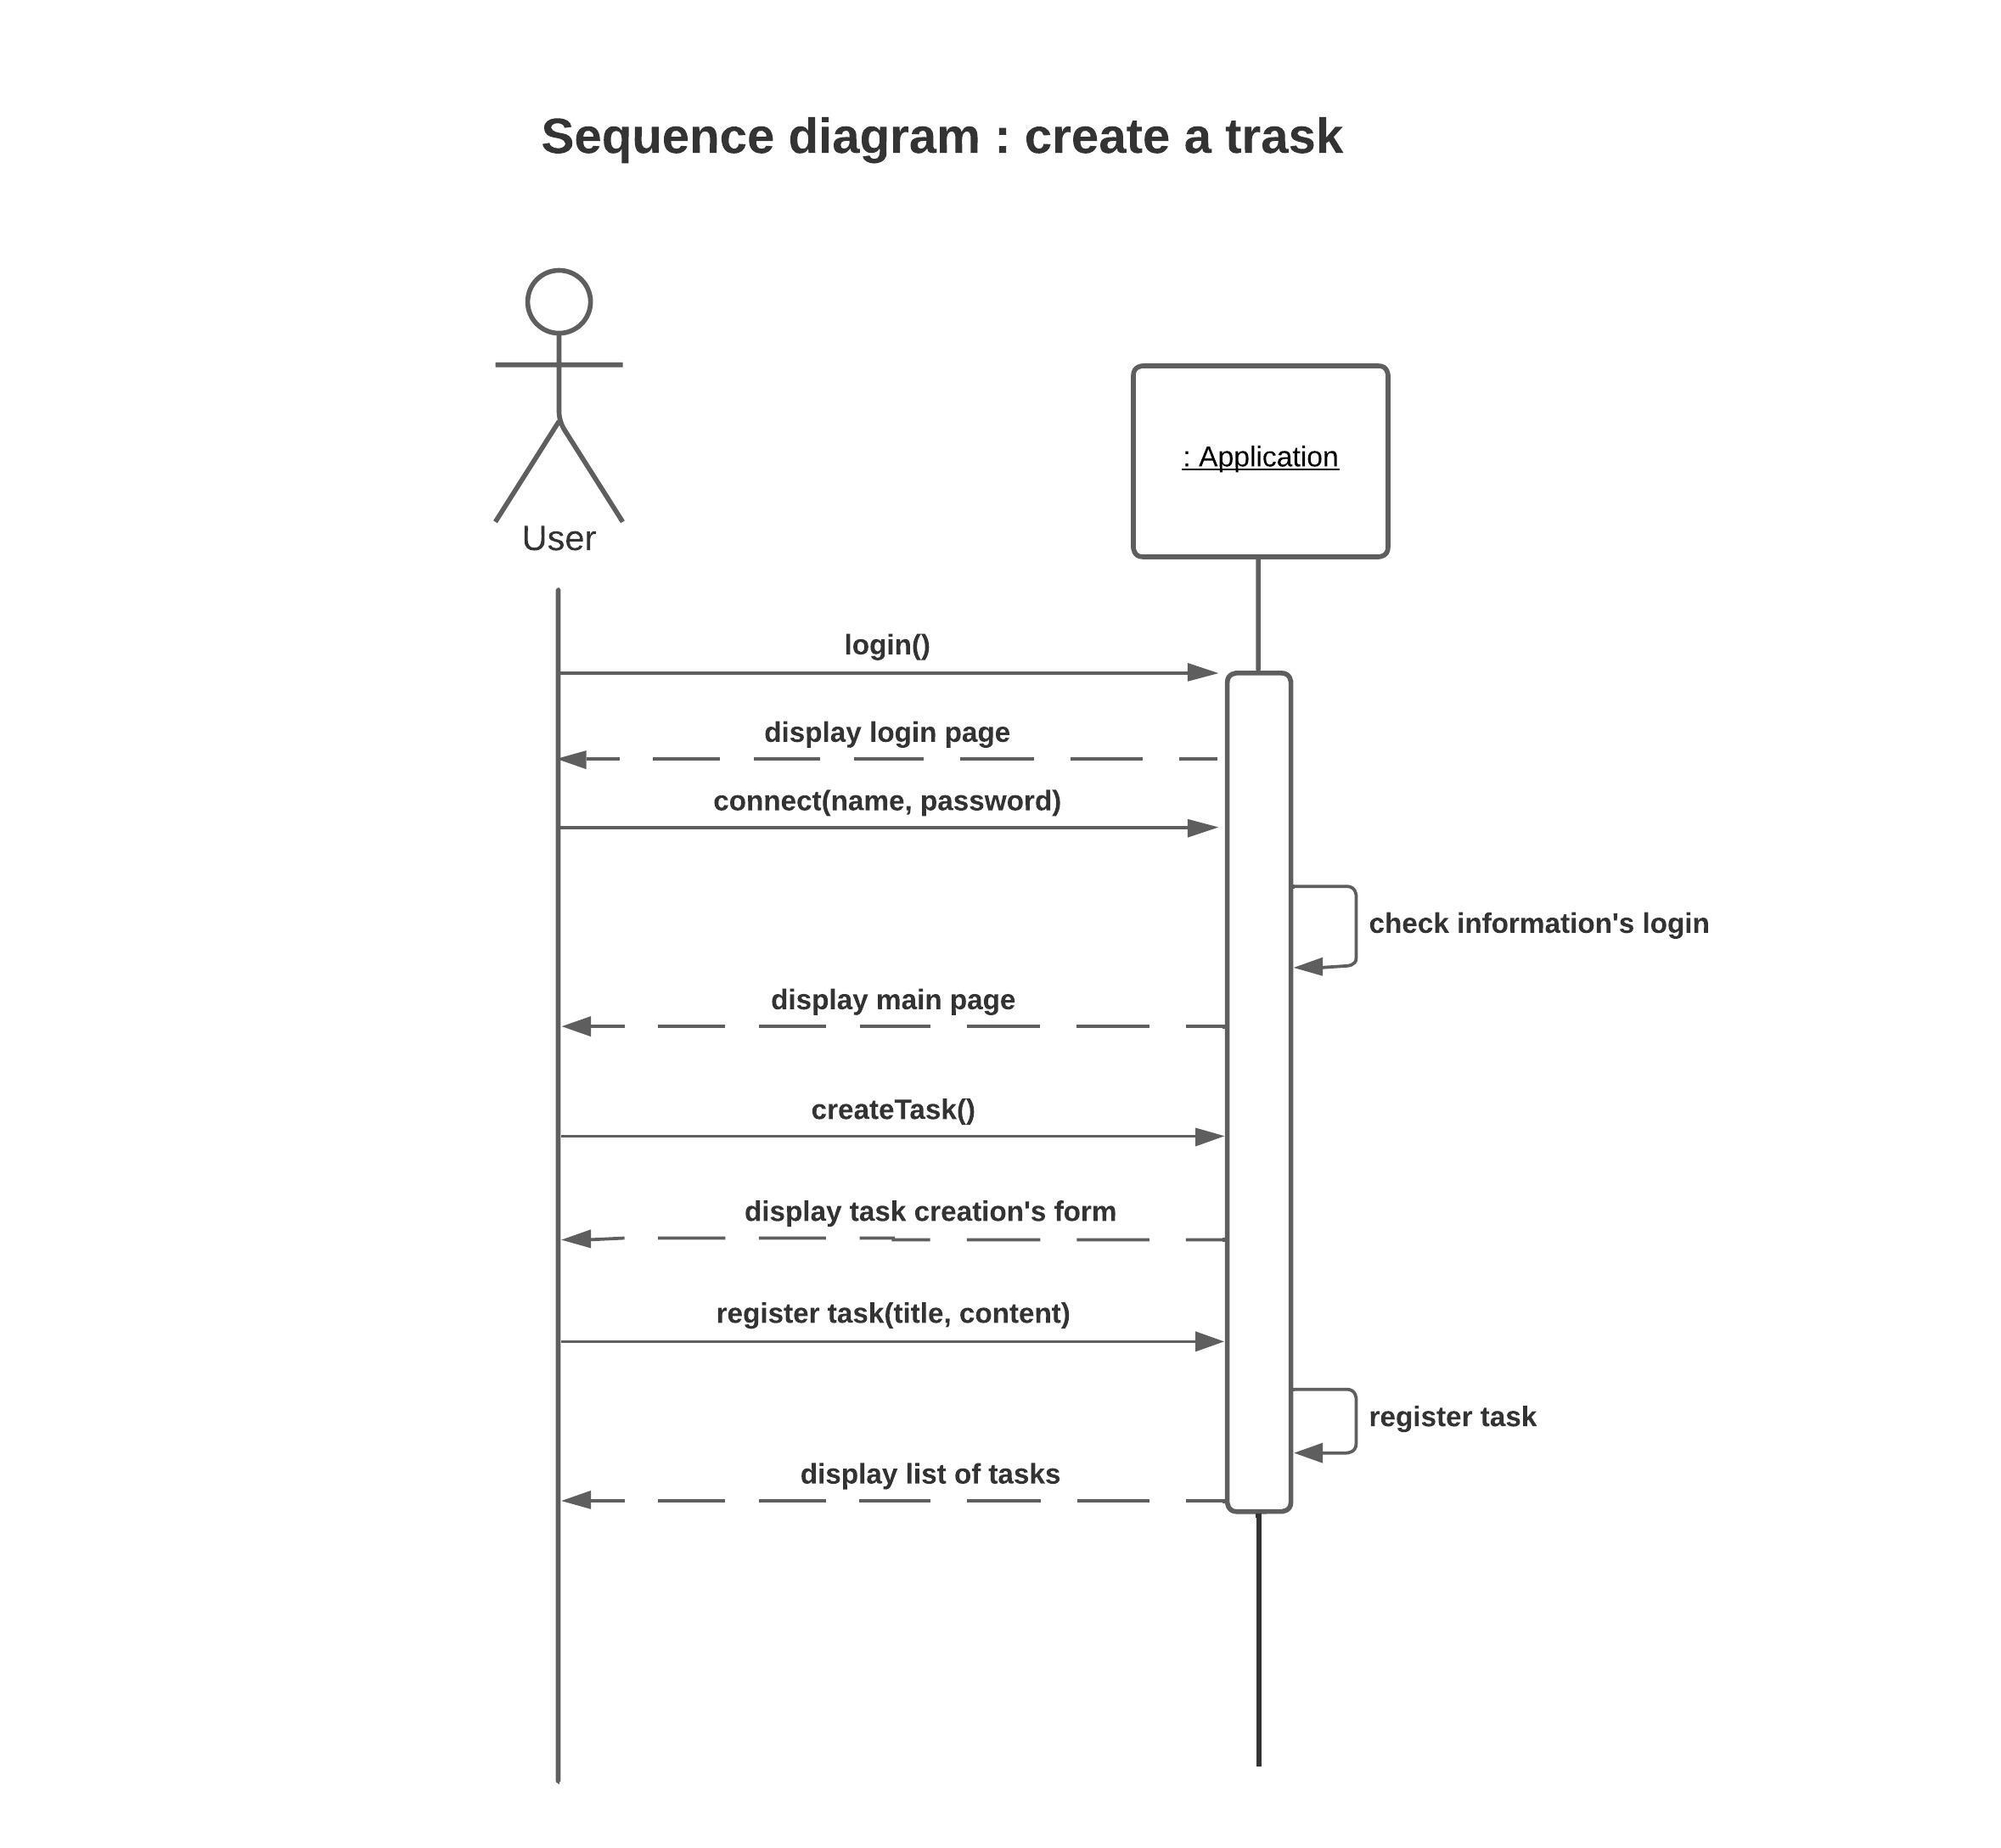 Sequence diagram : create a trask
: Application
User
login()
display login page
connect(name, password)
check information's login
display main page
createTask()
display task creation's form
register task(title, content)
register task
display list of tasks